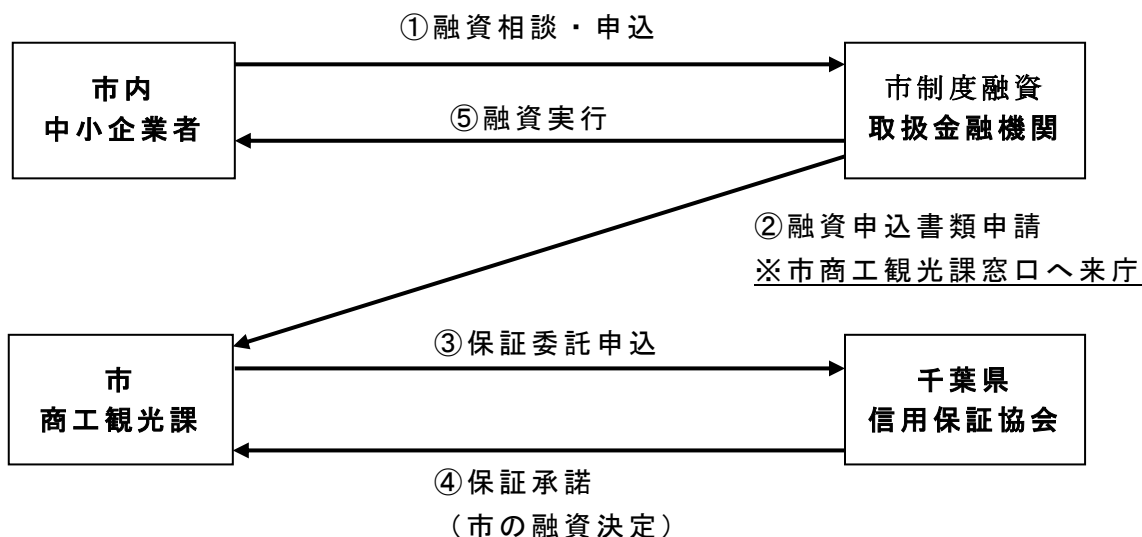 ①融資相談・申込
市内
中小企業者
市制度融資
取扱金融機関
⑤融資実行
②融資申込書類申請
※市商工観光課窓口へ来庁
③保証委託申込
市
商工観光課
千葉県
信用保証協会
④保証承諾
（市の融資決定）